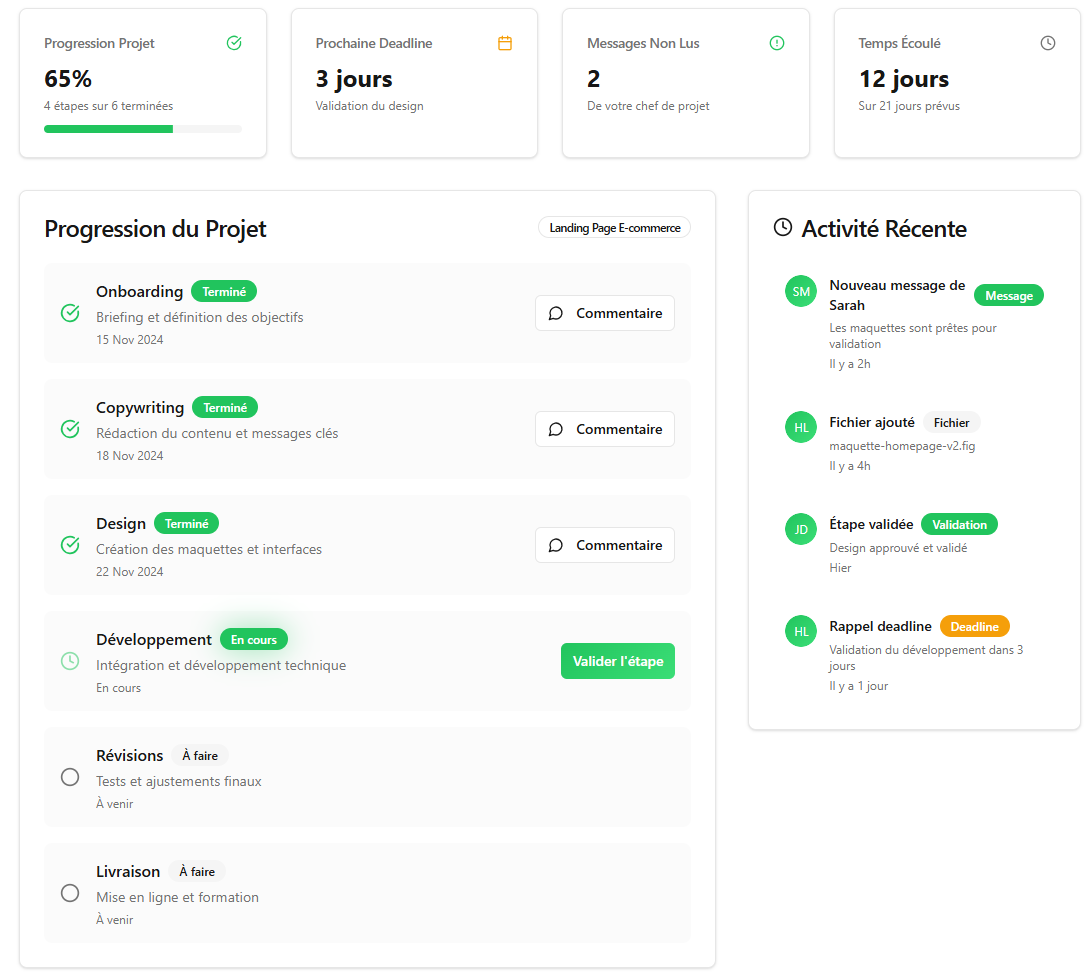 Progression Projet
65%
4 étapes sur 6 terminées
Prochaine Deadline
3 jours
Validation du design
Messages Non Lus
2
De votre chef de projet
Temps Écoulé
12 jours
Sur 21 jours prévus
Progression du Projet
Landing Page E-commerce
Onboarding Terminé
Briefing et définition des objectifs
15 Nov 2024
Commentaire
Copywriting Terminé
Rédaction du contenu et messages clés
18 Nov 2024
Commentaire
Design Terminé
Création des maquettes et interfaces
22 Nov 2024
Commentaire
Développement En cours
Intégration et développement technique
En cours
Valider l'étape
Révisions À faire
Tests et ajustements finaux
À venir
Livraison À faire
Mise en ligne et formation
À venir
Activité Récente
SM
Nouveau message de
Sarah
Message
Les maquettes sont prêtes pour
validation
Il y a 2h
HL
Fichier ajouté Fichier
maquette-homepage-v2.fig
Il y a 4h
JD
Étape validée Validation
Design approuvé et validé
Hier
HL
Rappel deadline Deadline
Validation du développement dans 3
jours
Il y a 1 jour